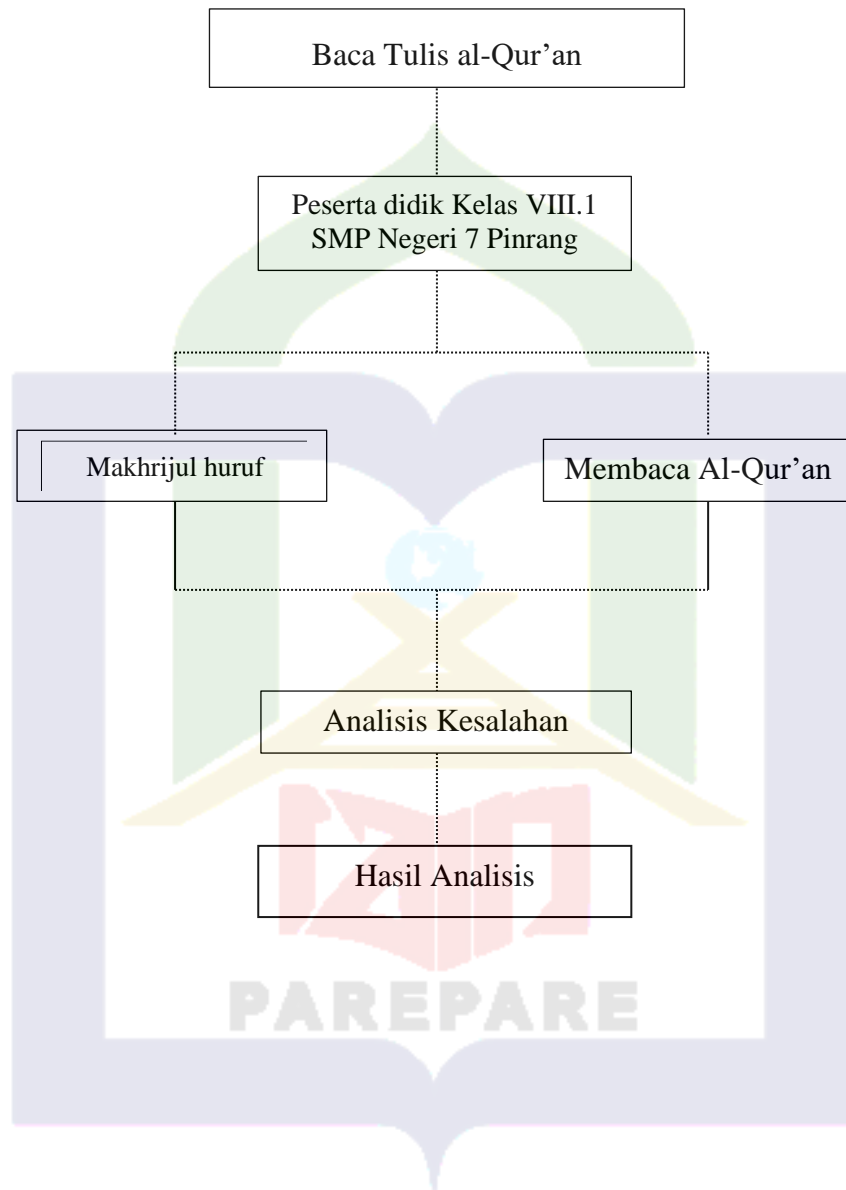 Baca Tulis al-Qur’an
Peserta didik Kelas VIII.1
SMP Negeri 7 Pinrang
Makhrijul huruf
Membaca Al-Qur’an
Analisis Kesalahan
Hasil Analisis
PAREPARE